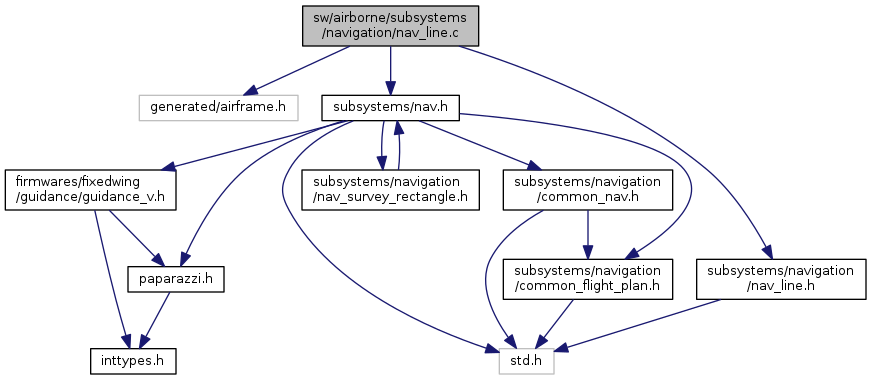 sw/airborne/subsystems
/navigation/nav_line.c
generated/airframe.h
subsystems/nav.h
firmwares/fixedwing
/guidance/guidance_v.h
subsystems/navigation
/nav_survey_rectangle.h
subsystems/navigation
/common_nav.h
paparazzi.h
subsystems/navigation
/common_flight_plan.h
subsystems/navigation
/nav_line.h
inttypes.h
std.h